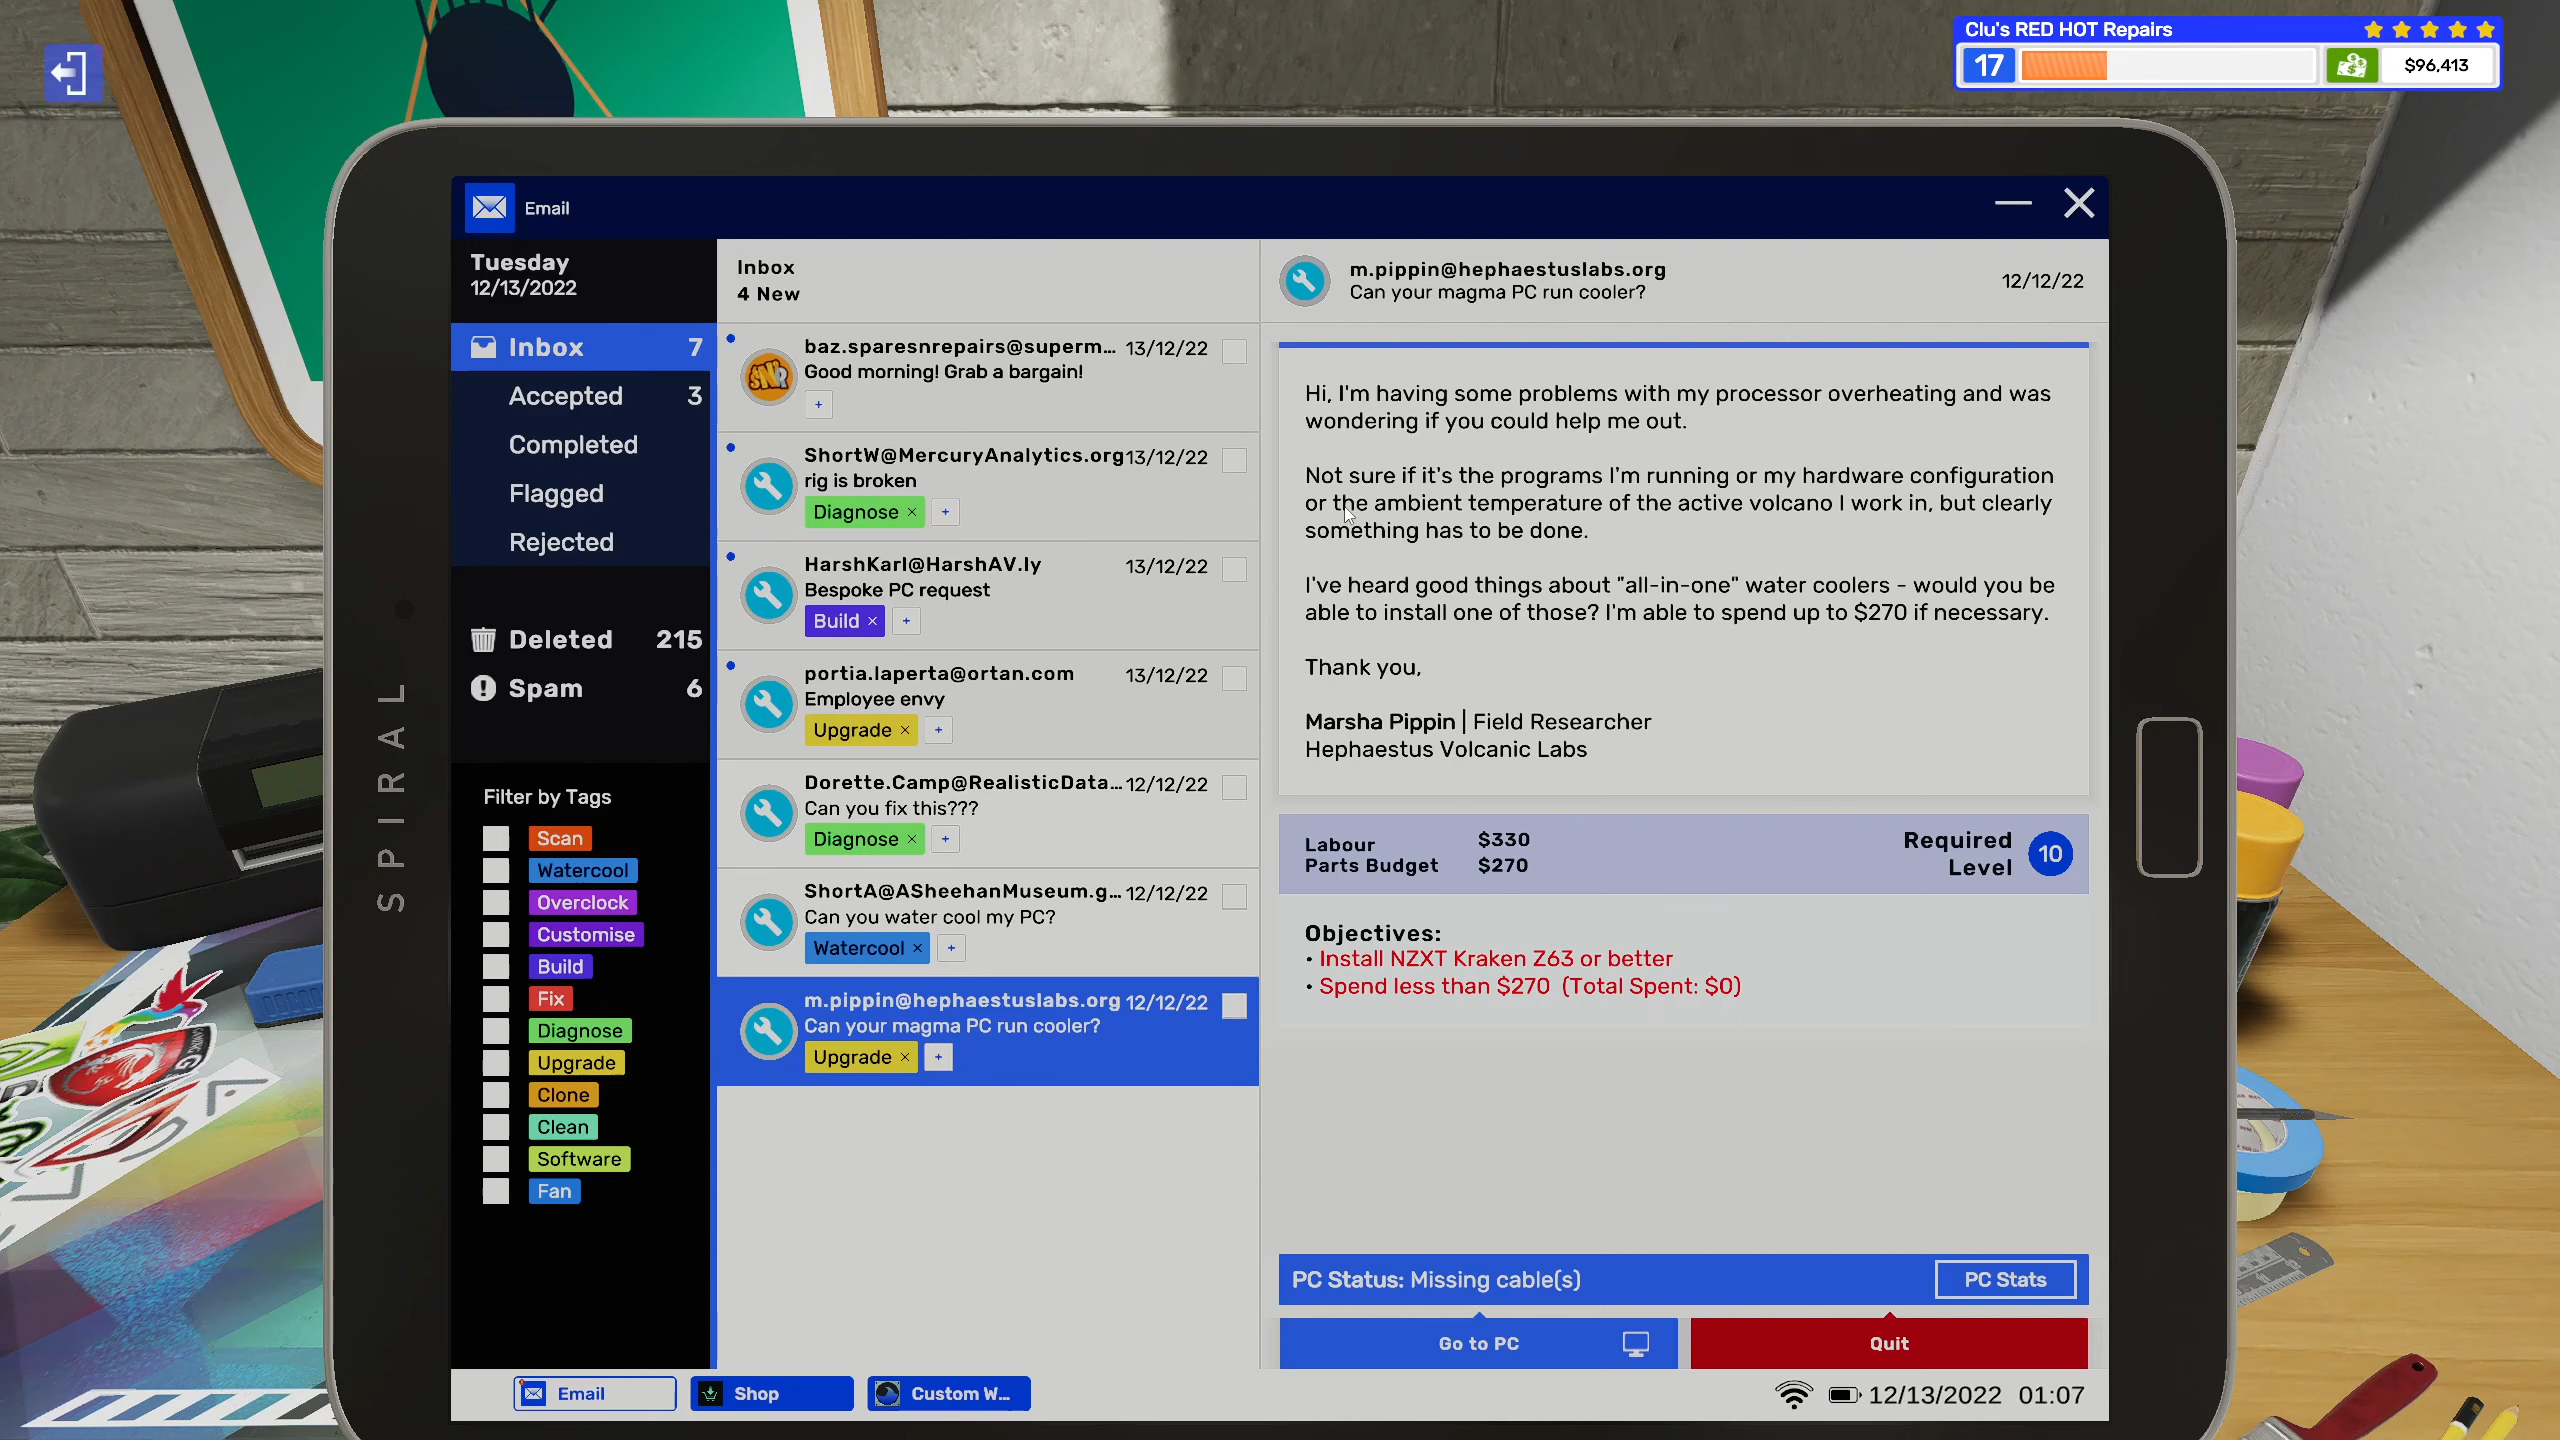 Clu's RED HOT Repairs
17
$96,413
Email
Tuesday
12/13/2022
Inbox 7
Accepted 3
Completed
Flagged
Rejected
Deleted 215
Spam 6
Filter by Tags
Scan
Watercool
Overclock
Customise
Build
Fix
Diagnose
Upgrade
Clone
Clean
Software
Fan
Inbox
4 New
baz.sparesnrepairs@superm... 13/12/22
Good morning! Grab a bargain!
+
SNR
ShortW@MercuryAnalytics.org 13/12/22
rig is broken
Diagnose × +
HarshKarl@HarshAV.ly 13/12/22
Bespoke PC request
Build × +
portia.laperta@ortan.com 13/12/22
Employee envy
Upgrade × +
Dorette.Camp@RealisticData... 12/12/22
Can you fix this???
Diagnose × +
ShortA@ASheehanMuseum.g... 12/12/22
Can you water cool my PC?
Watercool × +
m.pippin@hephaestuslabs.org 12/12/22
Can your magma PC run cooler?
Upgrade × +
m.pippin@hephaestuslabs.org
Can your magma PC run cooler?
12/12/22
Hi, I'm having some problems with my processor overheating and was
wondering if you could help me out.
Not sure if it's the programs I'm running or my hardware configuration
or the ambient temperature of the active volcano I work in, but clearly
something has to be done.
I've heard good things about "all-in-one" water coolers - would you be
able to install one of those? I'm able to spend up to $270 if necessary.
Thank you,
Marsha Pippin | Field Researcher
Hephaestus Volcanic Labs
Labour $330
Parts Budget $270
Required
Level 10
Objectives:
• Install NZXT Kraken Z63 or better
• Spend less than $270 (Total Spent: $0)
PC Status: Missing cable(s)
PC Stats
Go to PC
Quit
Email
Shop
Custom W...
12/13/2022 01:07
SPIRAL